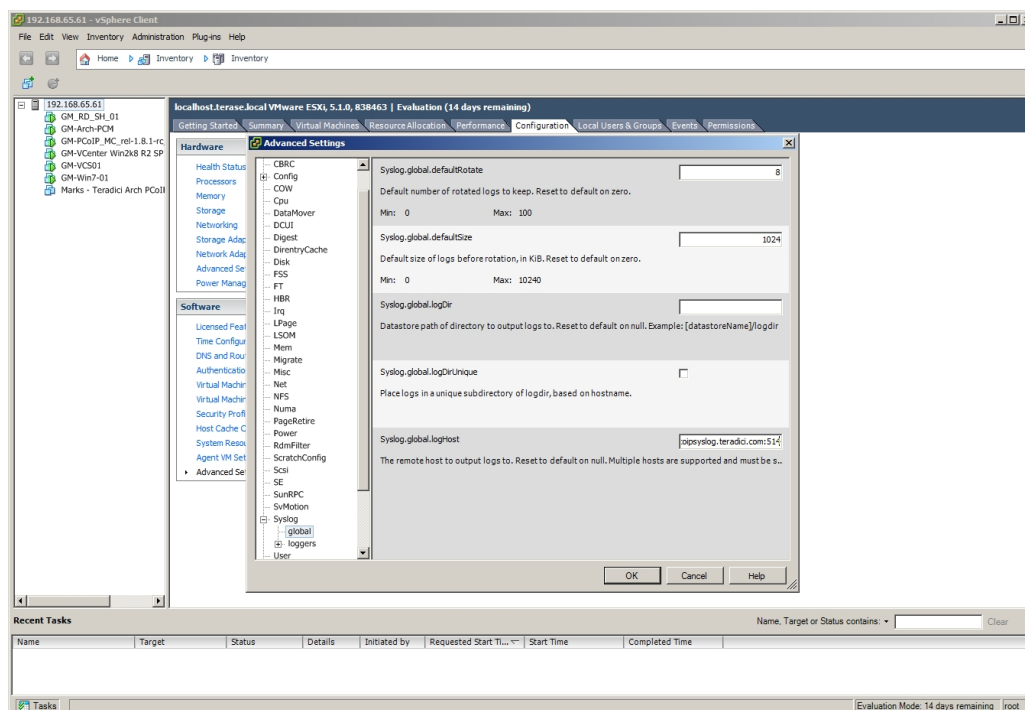 192.168.65.61 - vSphere Client
File Edit View Inventory Administration Plug-ins Help
Home Inventory Inventory
192.168.65.61
GM_RD_SH_01
GM-Arch-PCM
GM-PCoIP_MC_rel-1.8.1-rc
GM-VCenter Win2k8 R2 SP
GM-VCS01
GM-Win7-01
Marks - Teradici Arch PCoII
localhost.terase.local VMware ESXi, 5.1.0, 838463 | Evaluation (14 days remaining)
Getting Started Summary Virtual Machines Resource Allocation Performance Configuration Local Users & Groups Events Permissions
Hardware
Health Status
Processors
Memory
Storage
Networking
Storage Adap
Network Adap
Advanced Se
Power Manag
Software
Licensed Feat
Time Configur
DNS and Rou
Authenticatio
Virtual Machin
Virtual Machin
Security Profi
Host Cache C
System Resou
Agent VM Set
Advanced Se
Advanced Settings
CBRC
Config
COW
Cpu
DataMover
DCUI
Digest
DirentryCache
Disk
FSS
FT
HBR
Irq
LPage
LSOM
Mem
Migrate
Misc
Net
NFS
Numa
PageRetire
Power
RdmFilter
ScratchConfig
Scsi
SE
SunRPC
SvMotion
Syslog
global
loggers
User
Syslog.global.defaultRotate 8
Default number of rotated logs to keep. Reset to default on zero.
Min: 0 Max: 100
Syslog.global.defaultSize 1024
Default size of logs before rotation, in KiB. Reset to default on zero.
Min: 0 Max: 10240
Syslog.global.logDir
Datastore path of directory to output logs to. Reset to default on null. Example: [datastoreName]/logdir
Syslog.global.logDirUnique
Place logs in a unique subdirectory of logdir, based on hostname.
Syslog.global.logHost oipsyslog.teradici.com:514
The remote host to output logs to. Reset to default on null. Multiple hosts are supported and must be s..
OK Cancel Help
Recent Tasks Name, Target or Status contains: Clear
Name Target Status Details Initiated by Requested Start Ti... Start Time Completed Time
Tasks Evaluation Mode: 14 days remaining root